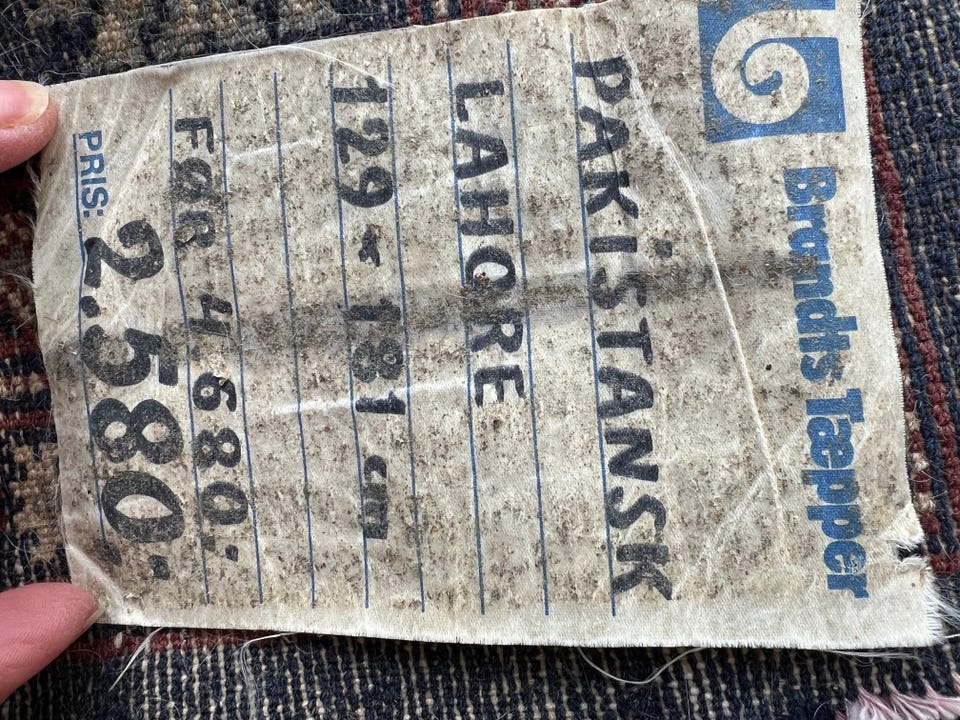 Brandts Tæpper
PAKiSTANSK
LAHORE
129 x 181 cm
FØR 4.680,-
PRIS: 2.580,-